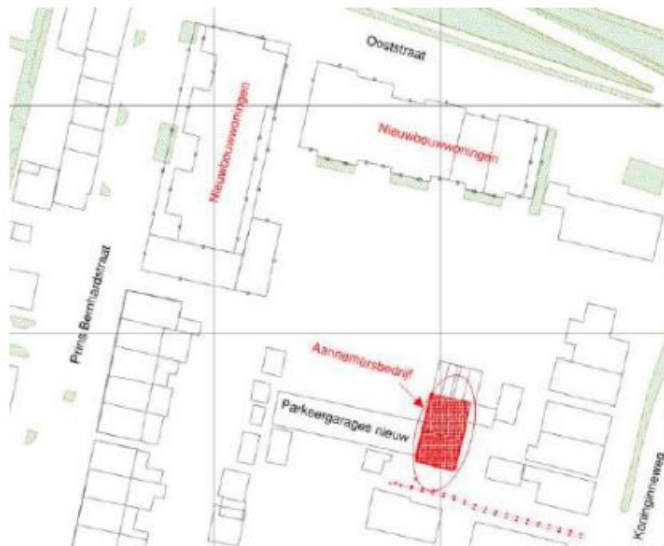 Ooststraat
Nieuwbouwwoningen
Nieuwbouwwoningen
Prins Bernhardstraat
Aannemersbedrijf
Parkeergarages nieuw
Koninginneweg